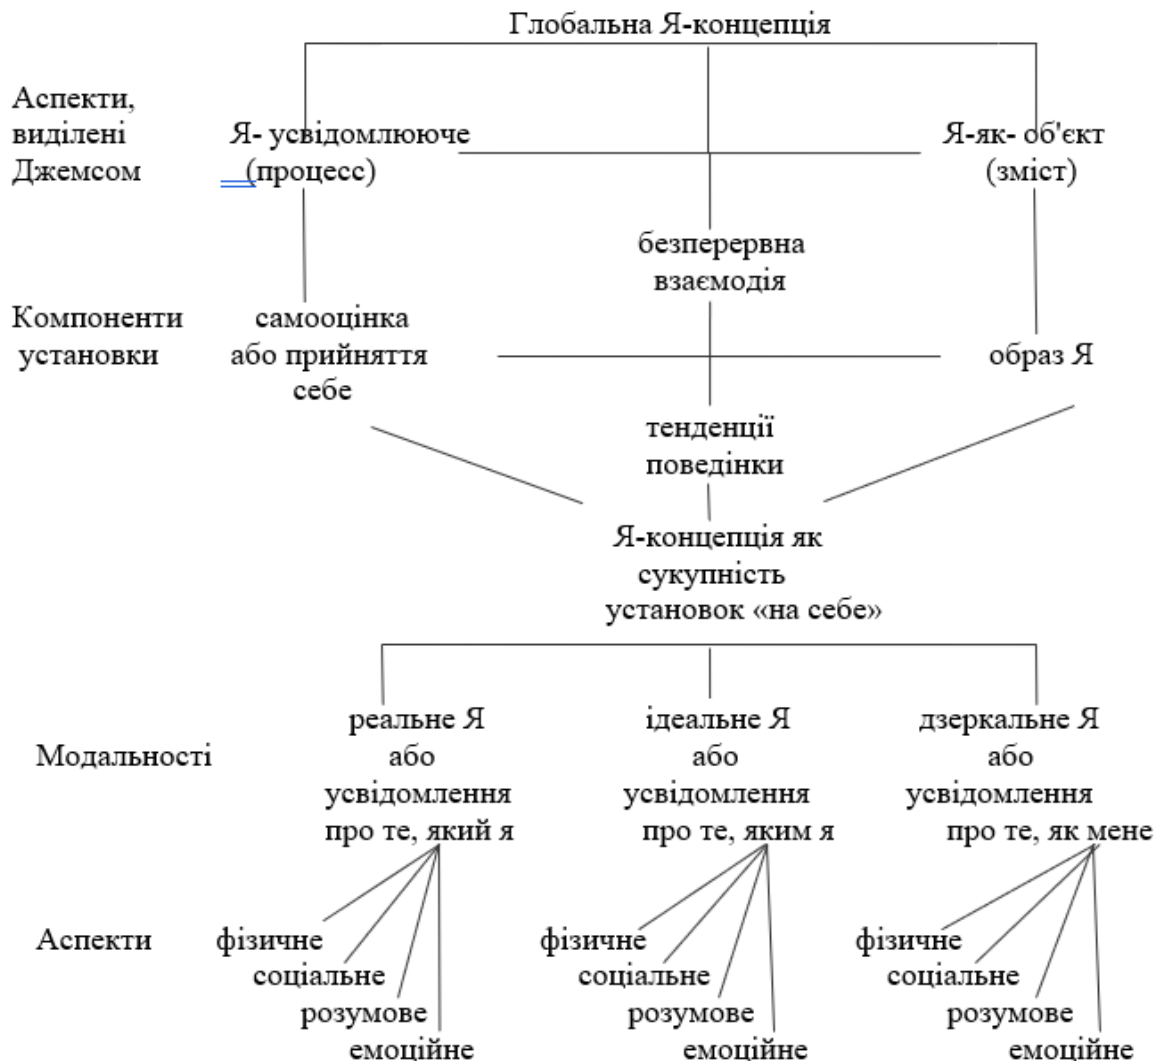 Глобальна Я-концепція
Аспекти,
виділені
Джемсом
Я- усвідомлююче
(процесс)
Я-як- об'єкт
(зміст)
безперервна
взаємодія
Компоненти
установки
самооцінка
або прийняття
себе
образ Я
тенденції
поведінки
Я-концепція як
сукупність
установок «на себе»
Модальності
реальне Я
або
усвідомлення
про те, який я
ідеальне Я
або
усвідомлення
про те, яким я
дзеркальне Я
або
усвідомлення
про те, як мене
Аспекти
фізичне
соціальне
розумове
емоційне
фізичне
соціальне
розумове
емоційне
фізичне
соціальне
розумове
емоційне